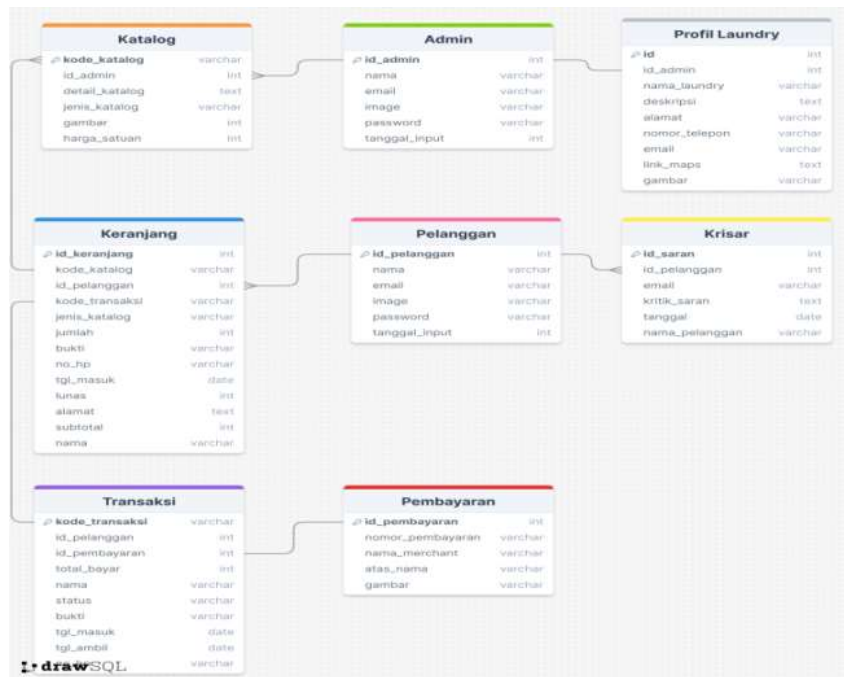 Katalog
kode_katalog varchar
id_admin int
detail_katalog text
jenis_katalog varchar
gambar int
harga_satuan int
Admin
id_admin int
nama varchar
email varchar
image varchar
password varchar
tanggal_input int
Profil Laundry
id int
id_admin int
nama_laundry varchar
deskripsi text
alamat varchar
nomor_telepon varchar
email varchar
link_maps text
gambar varchar
Keranjang
id_keranjang int
kode_katalog varchar
id_pelanggan int
kode_transaksi varchar
jenis_katalog varchar
jumlah int
bukti varchar
no_hp varchar
tgl_masuk date
lunas int
alamat text
subtotal int
nama varchar
Pelanggan
id_pelanggan int
nama varchar
email varchar
image varchar
password varchar
tanggal_input int
Krisar
id_saran int
id_pelanggan int
email varchar
kritik_saran text
tanggal date
nama_pelanggan varchar
Transaksi
kode_transaksi varchar
id_pelanggan int
id_pembayaran int
total_bayar int
nama varchar
status varchar
bukti varchar
tgl_masuk date
tgl_ambil date
varchar
Pembayaran
id_pembayaran int
nomor_pembayaran varchar
nama_merchant varchar
atas_nama varchar
gambar varchar
drawSQL